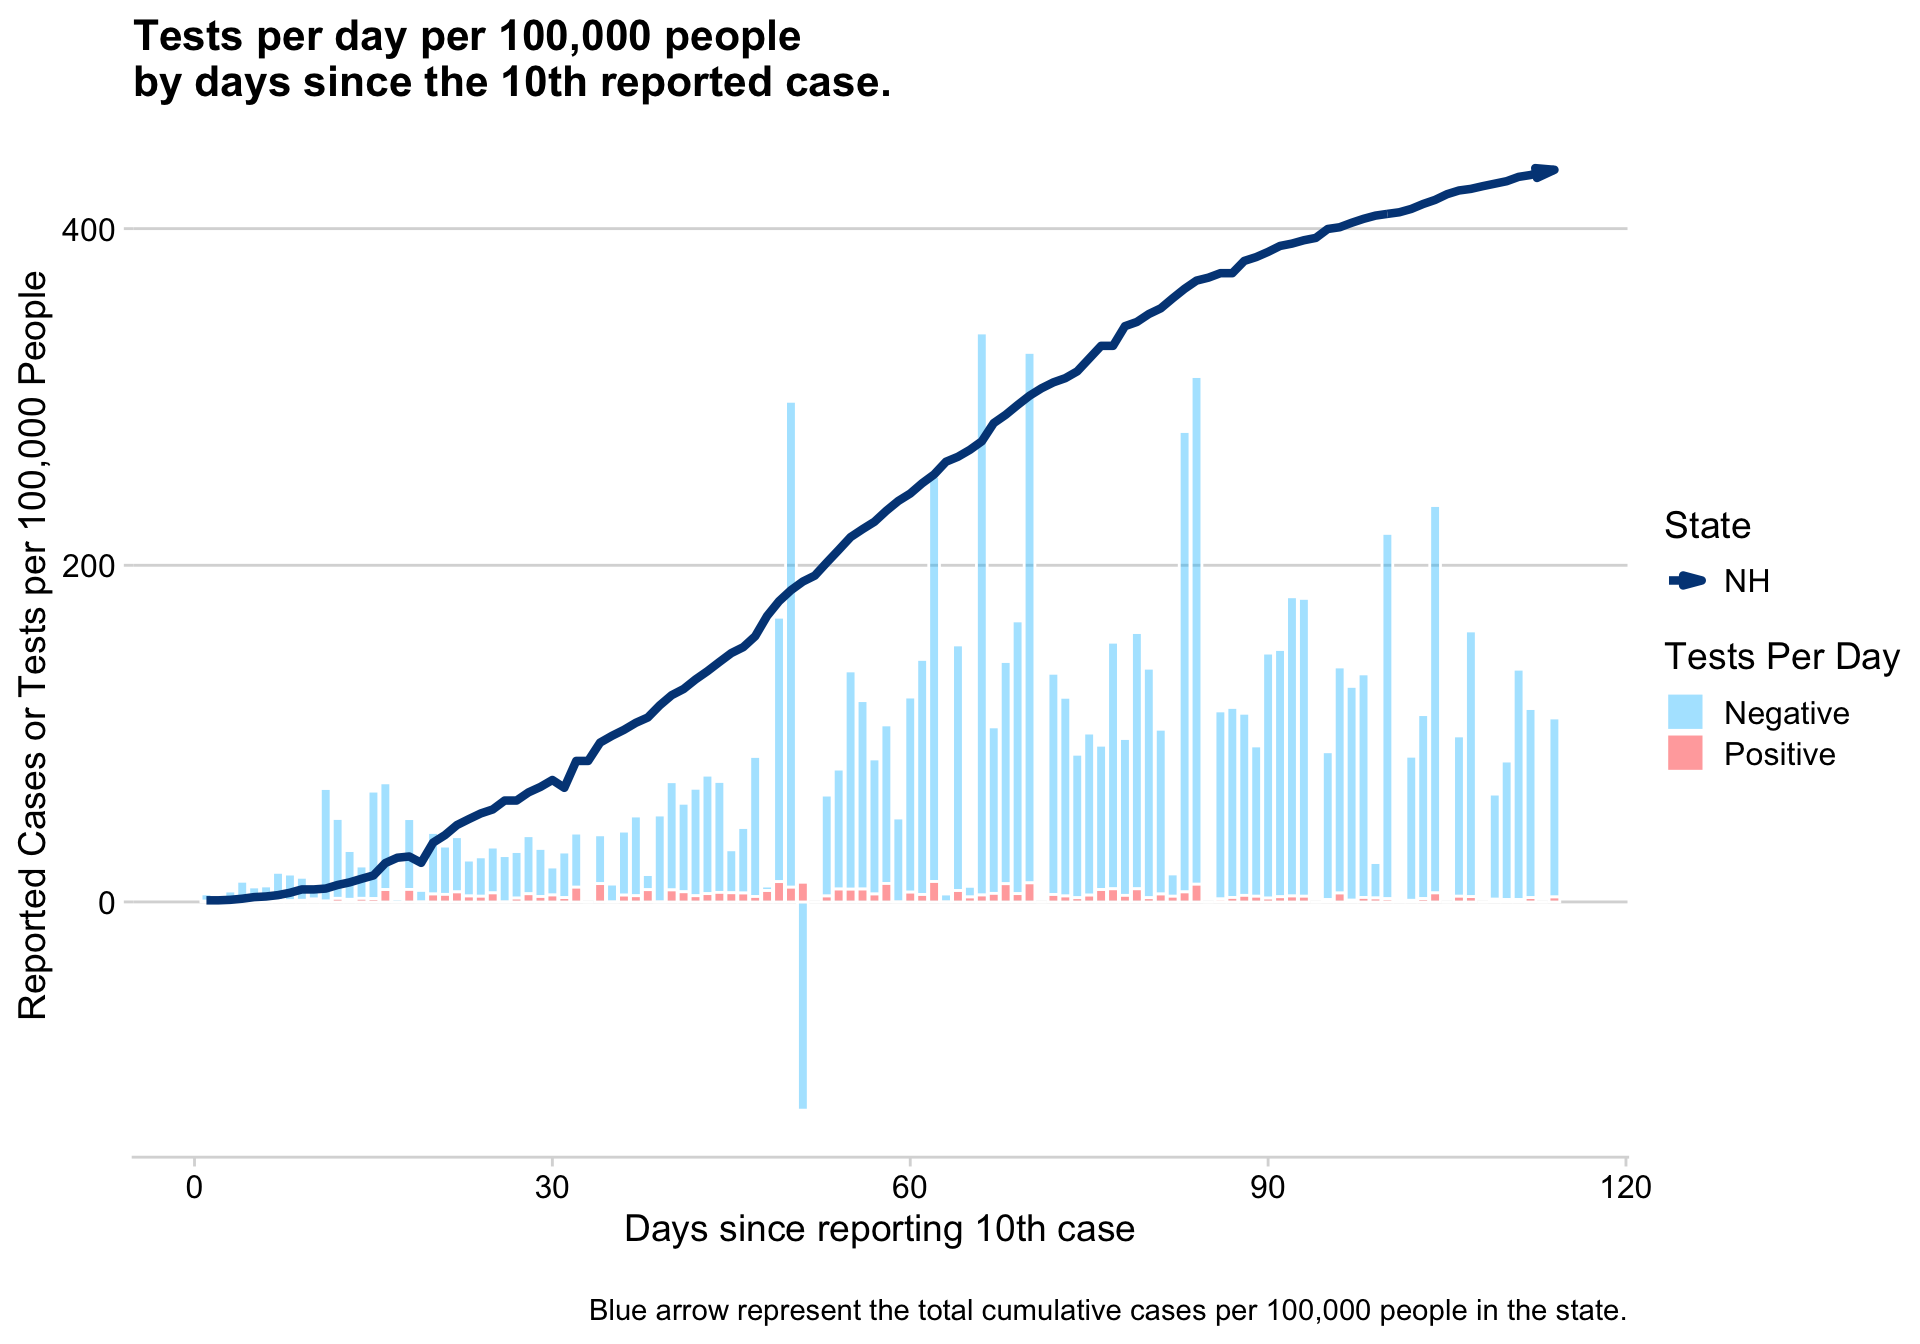 Tests per day per 100,000 people
by days since the 10th reported case.
Reported Cases or Tests per 100,000 People
400
200
0
0
30
60
90
120
Days since reporting 10th case
State
NH
Tests Per Day
Negative
Positive
Blue arrow represent the total cumulative cases per 100,000 people in the state.